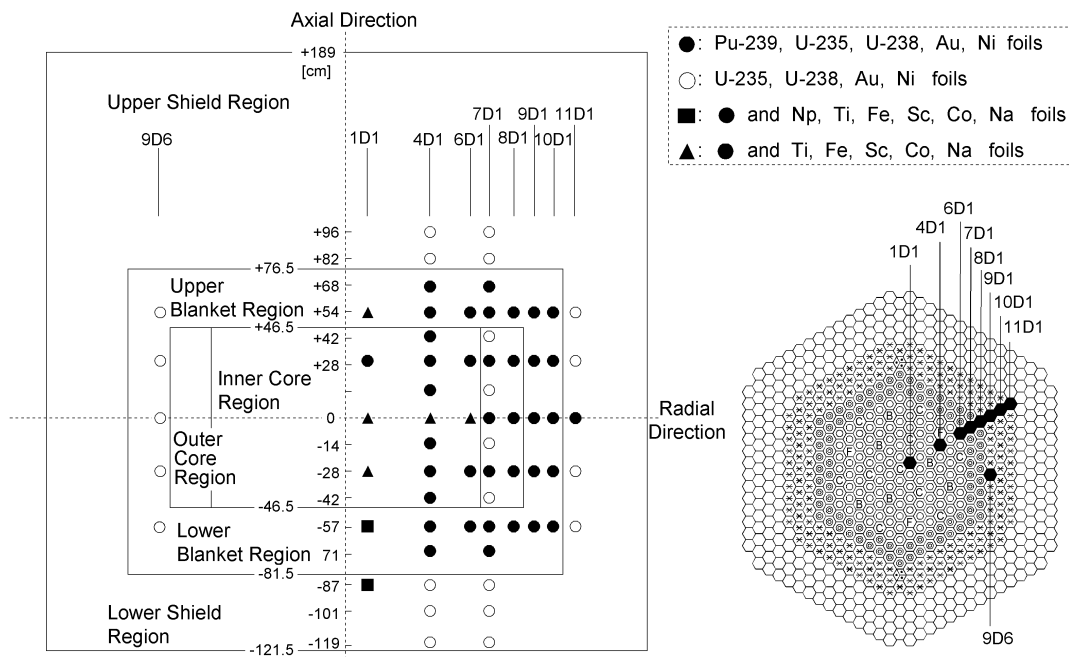 Axial Direction
+189
[cm]
Upper Shield Region
9D6
1D1
4D1
6D1
7D1
8D1
9D1
10D1
11D1
+96
+82
+76.5
+68
Upper
Blanket Region
+54
+46.5
+42
+28
Inner Core
Region
0
Radial
Direction
Outer
Core
Region
-14
-28
-42
-46.5
-57
Lower
Blanket Region
71
-81.5
-87
Lower Shield
Region
-101
-119
-121.5
●: Pu-239, U-235, U-238, Au, Ni foils
○: U-235, U-238, Au, Ni foils
■: ● and Np, Ti, Fe, Sc, Co, Na foils
▲: ● and Ti, Fe, Sc, Co, Na foils
6D1
4D1
7D1
1D1
8D1
9D1
10D1
11D1
B
C
C
F
B
C
F
B
C
B
B
C
B
F
C
C
9D6